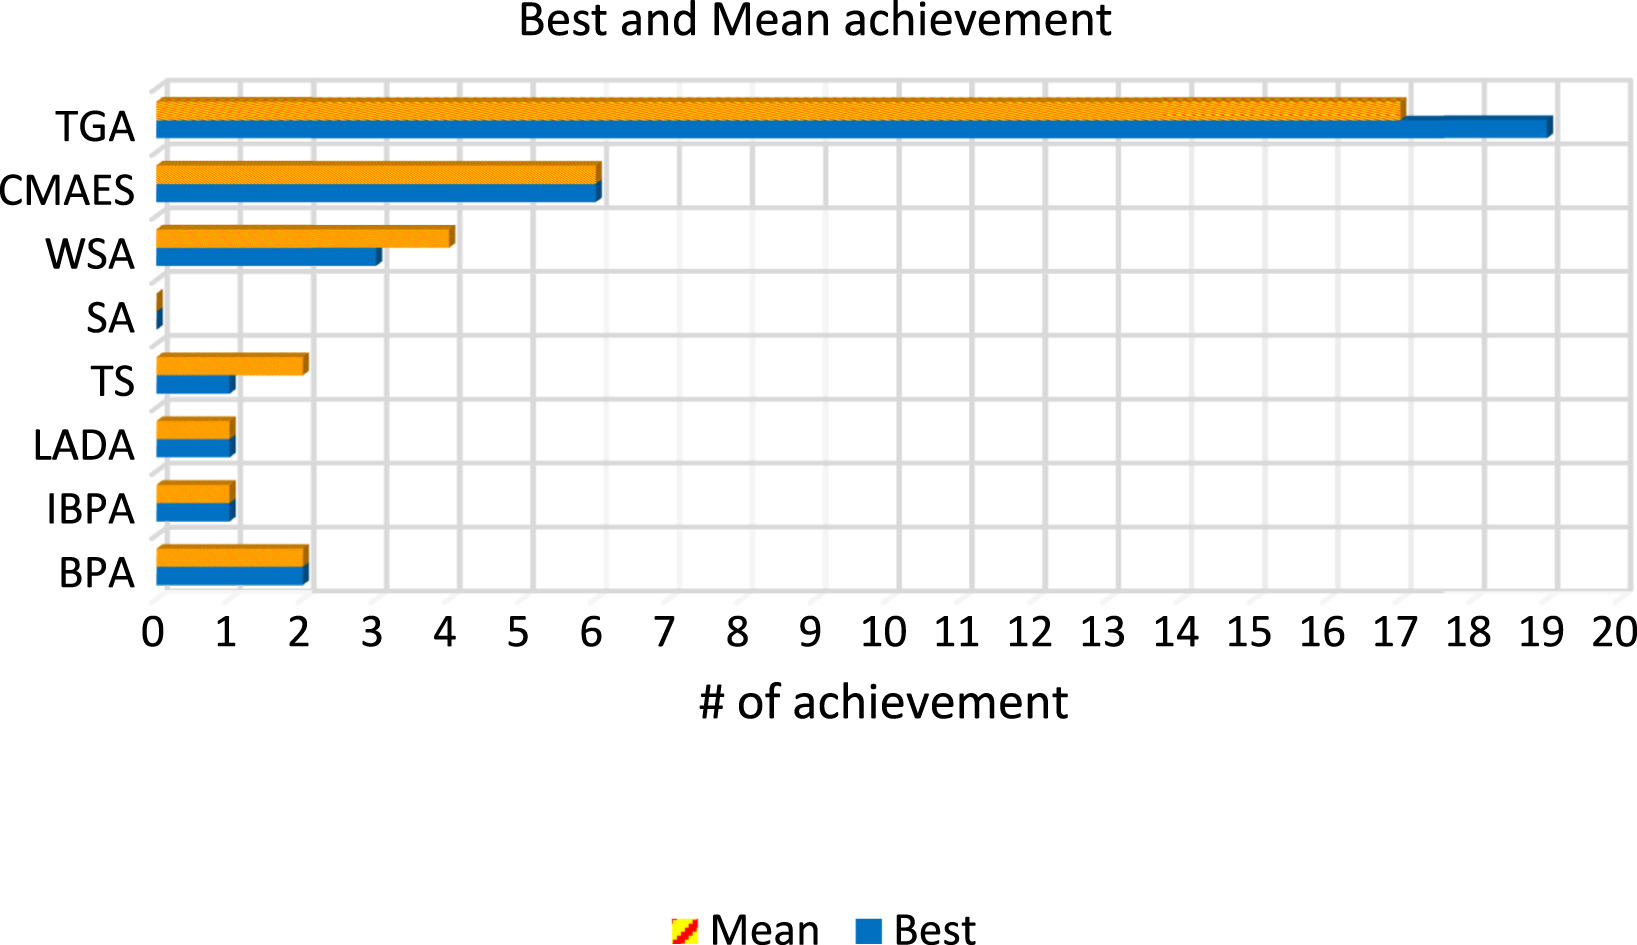 Best and Mean achievement
TGA
CMAES
WSA
SA
TS
LADA
IBPA
BPA
0 1 2 3 4 5 6 7 8 9 10 11 12 13 14 15 16 17 18 19 20
# of achievement
Mean Best